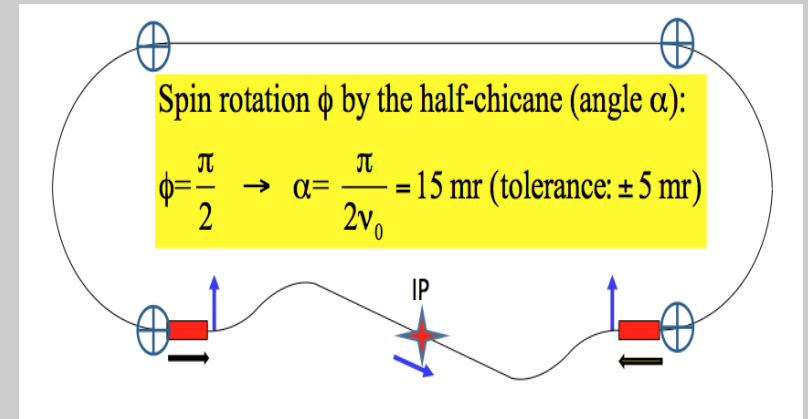 Spin rotation ϕ by the half-chicane (angle α):
ϕ=π/2 → α= π/2ν₀ = 15 mr (tolerance: ± 5 mr)
IP